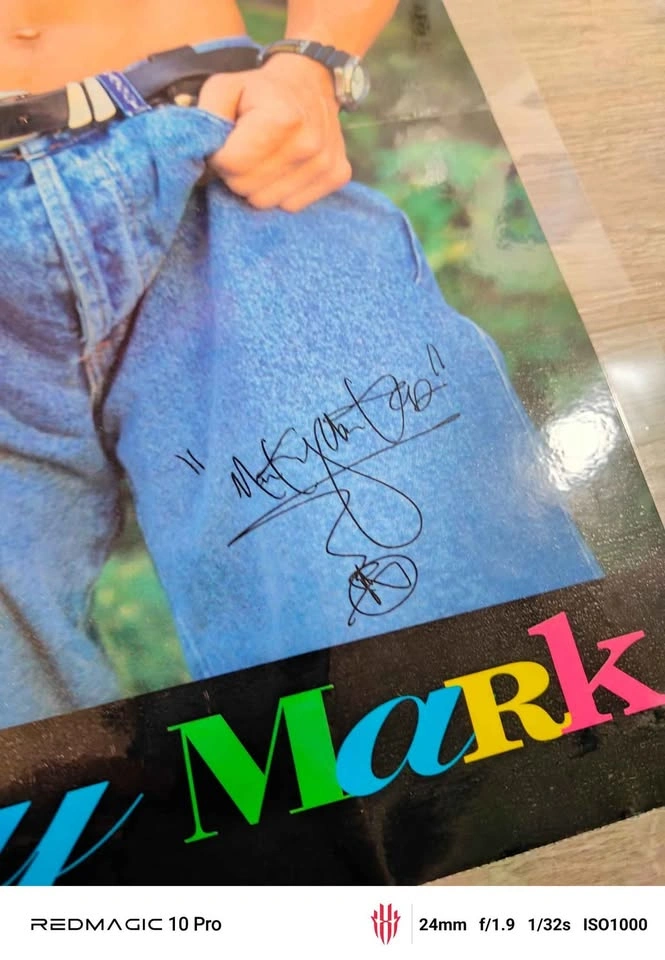 y Mark
REDMAGIC 10 Pro
24mm f/1.9 1/32s ISO1000